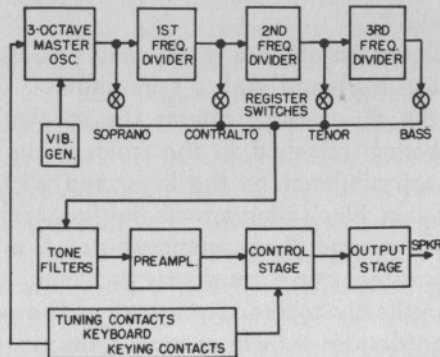 3-OCTAVE
MASTER
OSC.
1ST
FREQ.
DIVIDER
2ND
FREQ.
DIVIDER
3RD
FREQ.
DIVIDER
VIB.
GEN.
REGISTER
SWITCHES
SOPRANO
CONTRALTO
TENOR
BASS
TONE
FILTERS
PREAMPL.
CONTROL
STAGE
OUTPUT
STAGE
SPKR
TUNING CONTACTS
KEYBOARD
KEYING CONTACTS